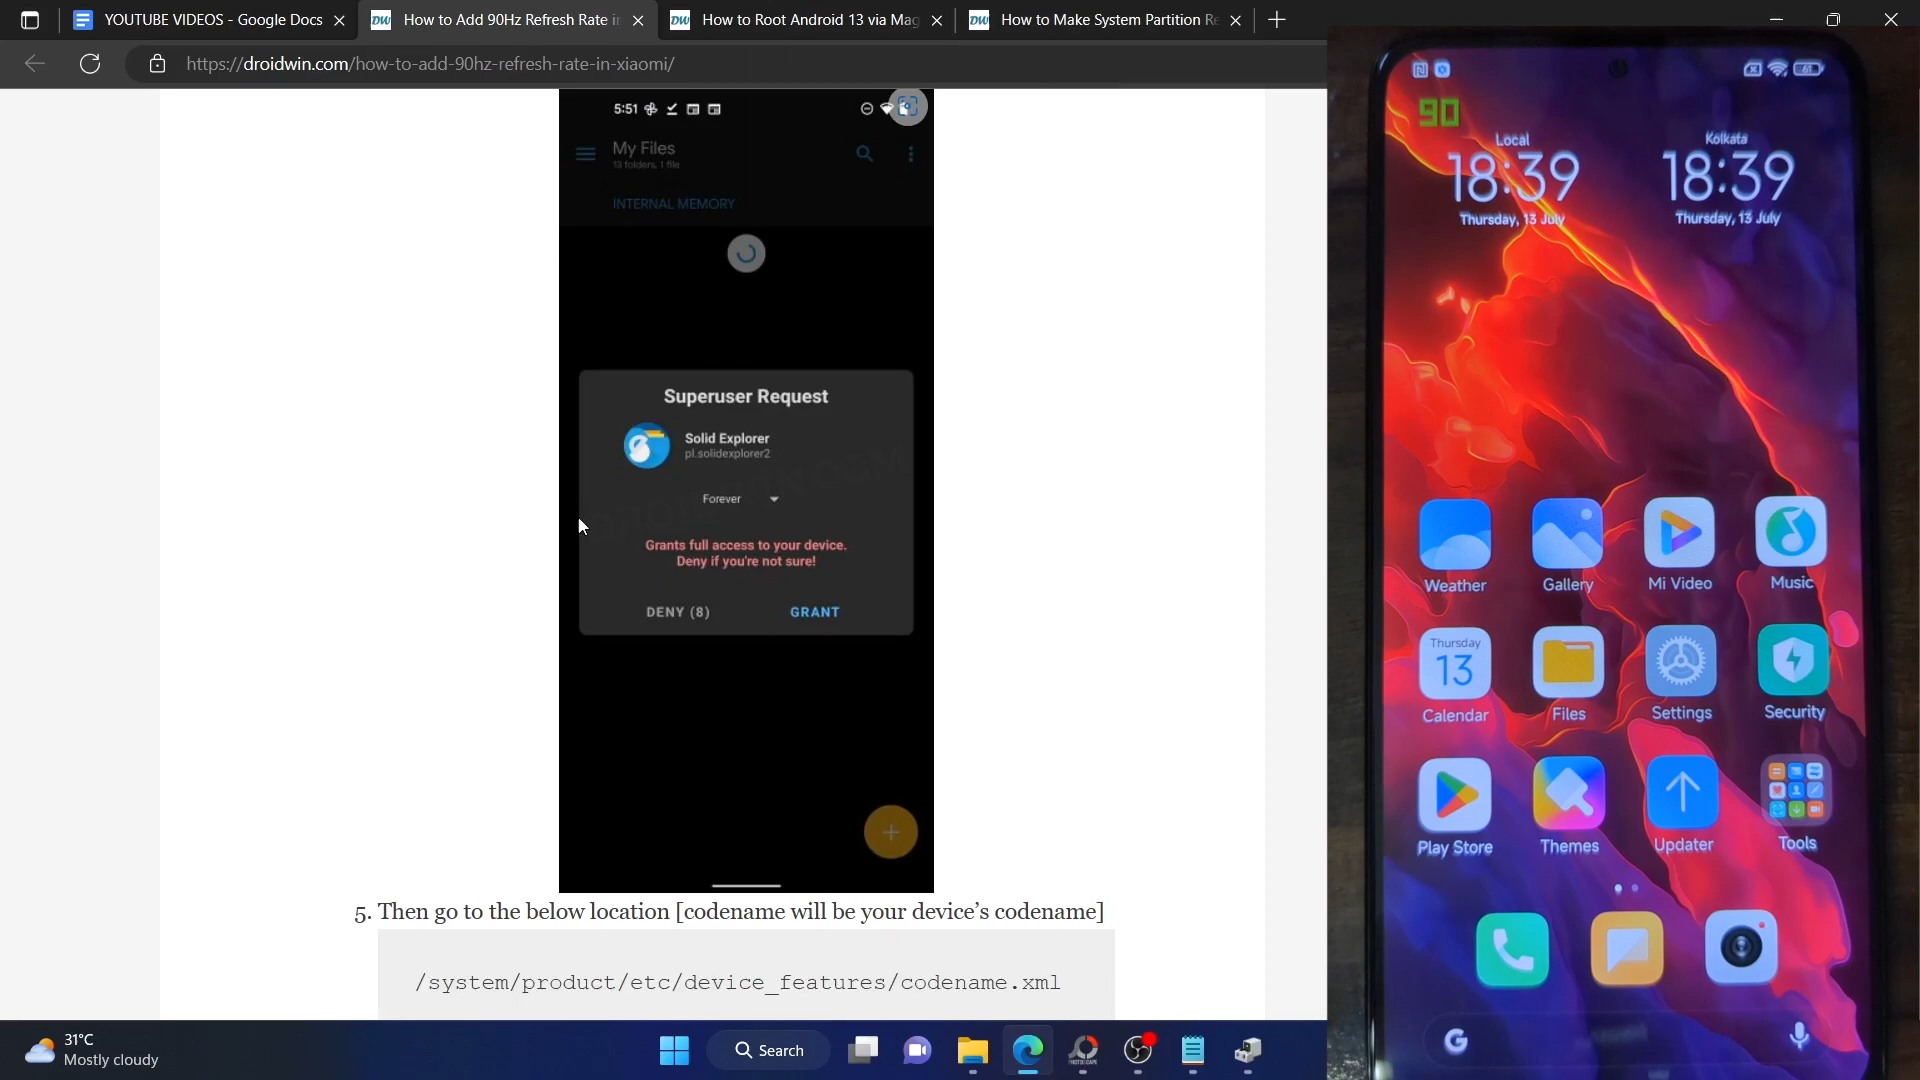 YOUTUBE VIDEOS - Google Docs
How to Add 90Hz Refresh Rate in
How to Root Android 13 via Mag
How to Make System Partition Re
https://droidwin.com/how-to-add-90hz-refresh-rate-in-xiaomi/
5:51
My Files
13 folders, 1 file
INTERNAL MEMORY
Superuser Request
Solid Explorer
pl.solidexplorer2
Forever
Grants full access to your device.
Deny if you're not sure!
DENY (8)
GRANT
5. Then go to the below location [codename will be your device’s codename]
/system/product/etc/device_features/codename.xml
31°C
Mostly cloudy
Search
90
Local
18:39
Thursday, 13 July
Kolkata
18:39
Thursday, 13 July
61
Weather
Gallery
Mi Video
Music
Thursday
13
Calendar
Files
Settings
Security
Play Store
Themes
Updater
Tools
G